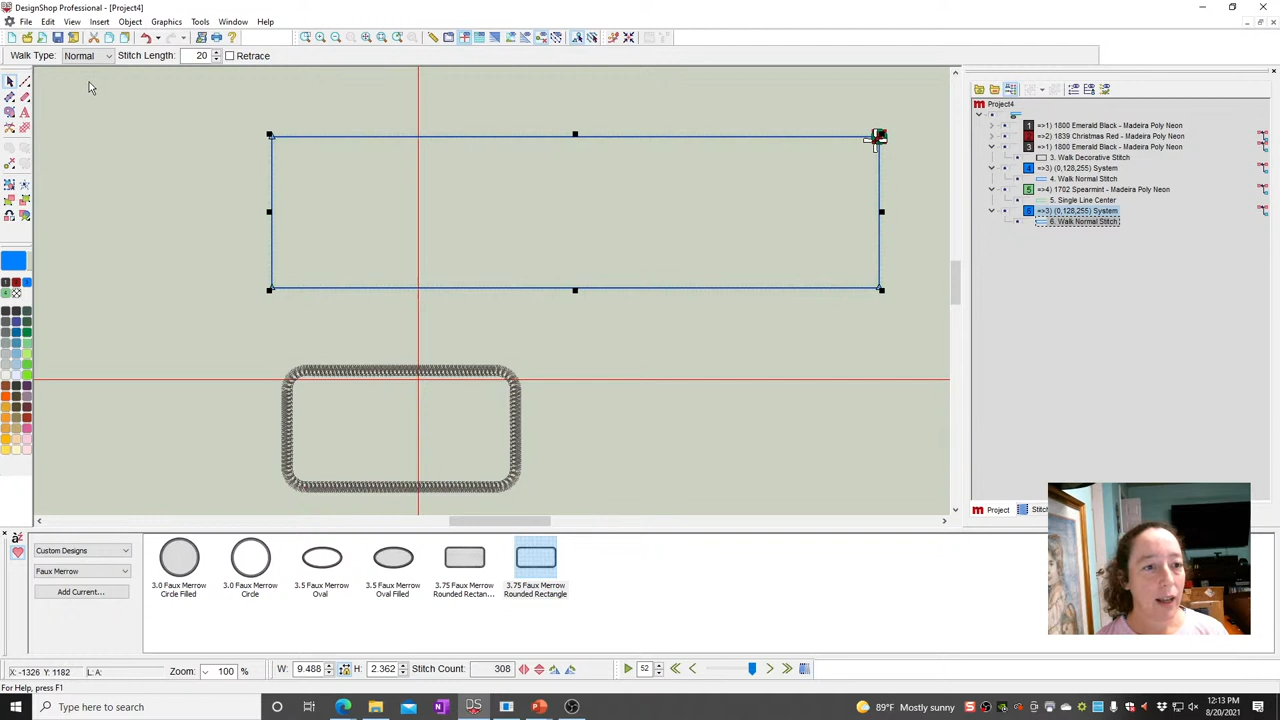 DesignShop Professional - [Project4]
File Edit View Insert Object Graphics Tools Window Help
Walk Type: Normal Stitch Length: 20 Retrace
Project4
1 =>1) 1800 Emerald Black - Madeira Poly Neon
=>2) 1839 Christmas Red - Madeira Poly Neon
3 =>1) 1800 Emerald Black - Madeira Poly Neon
3. Walk Decorative Stitch
4 =>3) (0,128,255) System
4. Walk Normal Stitch
5 =>4) 1702 Spearmint - Madeira Poly Neon
5. Single Line Center
6 =>3) (0,128,255) System
6. Walk Normal Stitch
Project Stitch
Custom Designs
Faux Merrow
Add Current...
3.0 Faux Merrow Circle Filled
3.0 Faux Merrow Circle
3.5 Faux Merrow Oval
3.5 Faux Merrow Oval Filled
3.75 Faux Merrow Rounded Rectan...
3.75 Faux Merrow Rounded Rectangle
X: -1326 Y: 1182 L: A: Zoom: 100 % W: 9.488 H: 2.362 Stitch Count: 308 52
For Help, press F1
Type here to search
89°F Mostly sunny
12:13 PM
8/20/2021